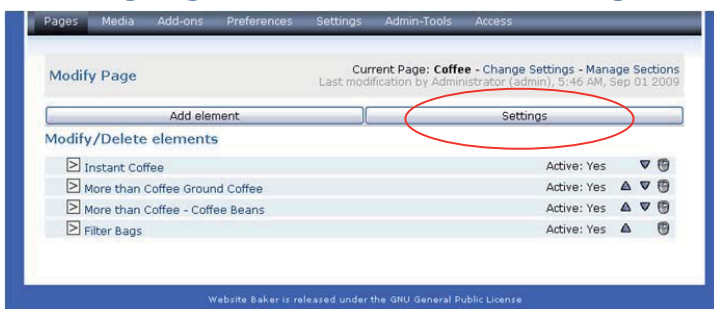 Pages Media Add-ons Preferences Settings Admin-Tools Access
Modify Page
Current Page: Coffee - Change Settings - Manage Sections
Last modification by Administrator (admin), 5:46 AM, Sep 01 2009
Add element Settings
Modify/Delete elements
Instant Coffee Active: Yes
More than Coffee Ground Coffee Active: Yes
More than Coffee - Coffee Beans Active: Yes
Filter Bags Active: Yes
Website Baker is released under the GNU General Public License